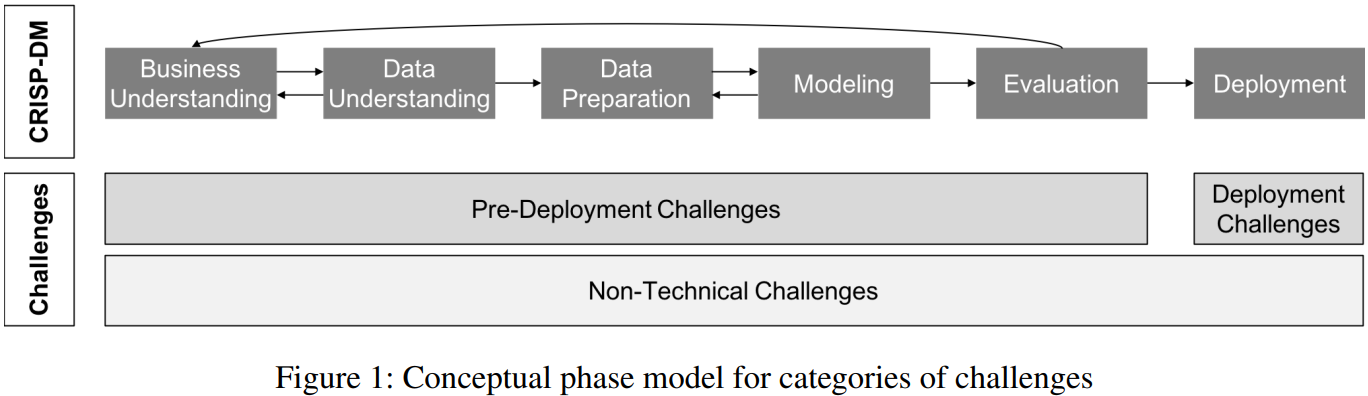 CRISP-DM
Business
Understanding
Data
Understanding
Data
Preparation
Modeling
Evaluation
Deployment
Challenges
Pre-Deployment Challenges
Deployment
Challenges
Non-Technical Challenges
Figure 1: Conceptual phase model for categories of challenges